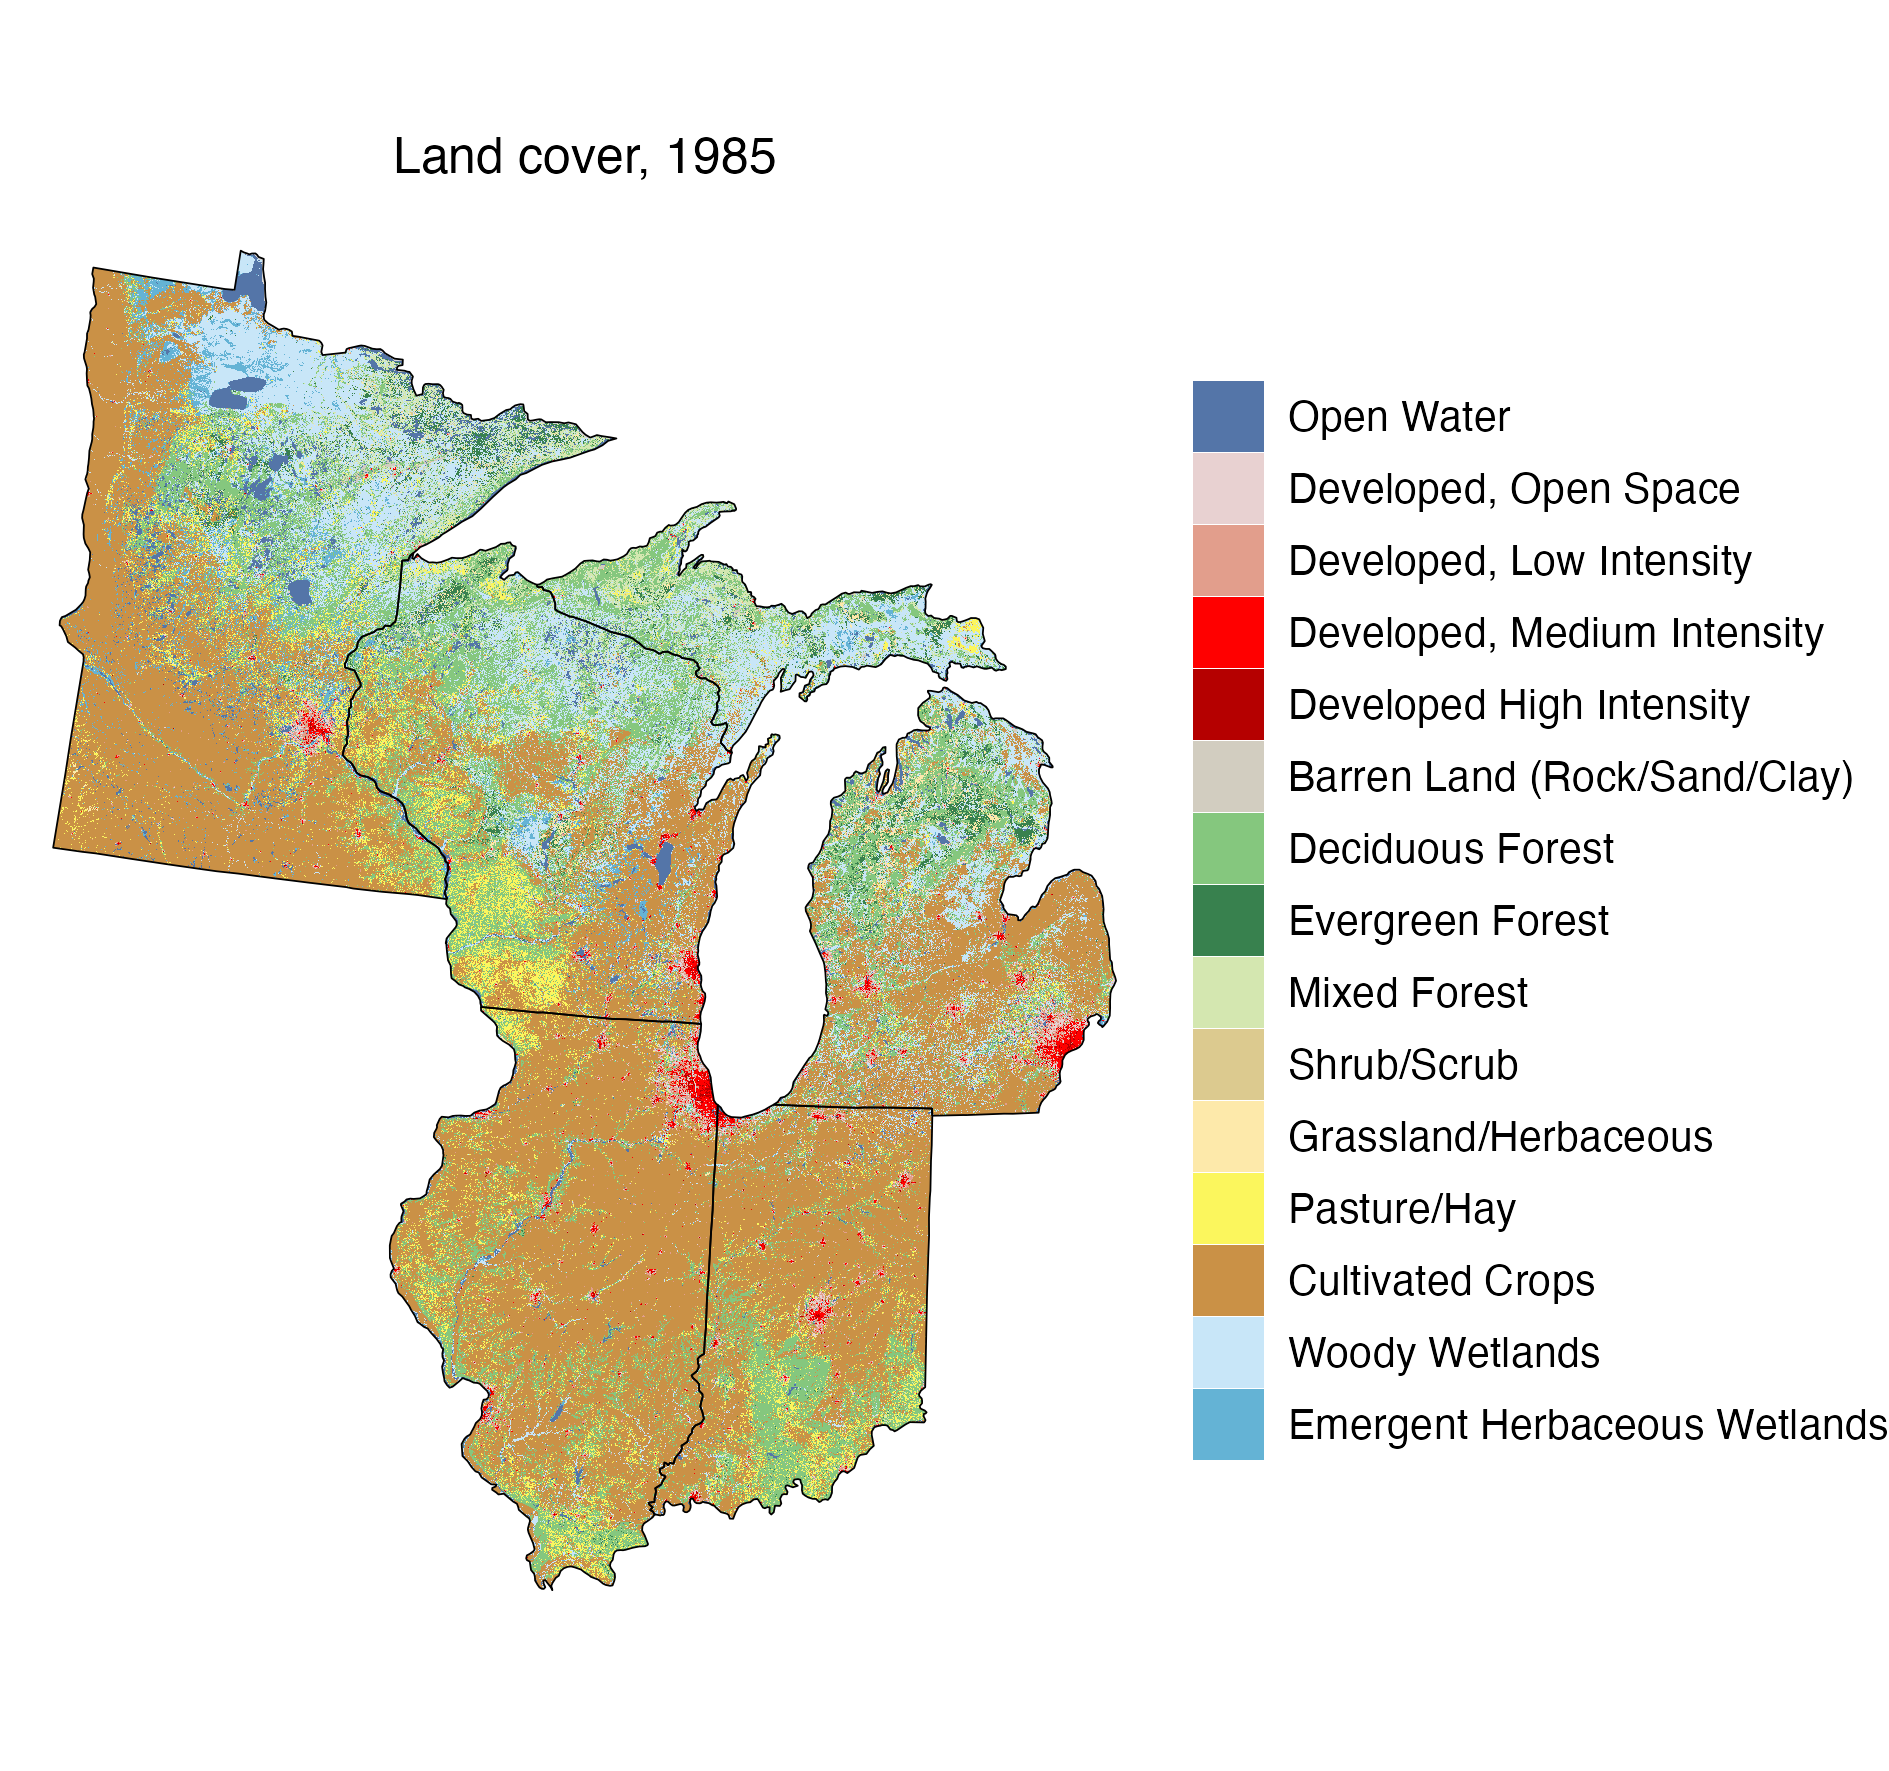 Land cover, 1985
Open Water
Developed, Open Space
Developed, Low Intensity
Developed, Medium Intensity
Developed High Intensity
Barren Land (Rock/Sand/Clay)
Deciduous Forest
Evergreen Forest
Mixed Forest
Shrub/Scrub
Grassland/Herbaceous
Pasture/Hay
Cultivated Crops
Woody Wetlands
Emergent Herbaceous Wetlands